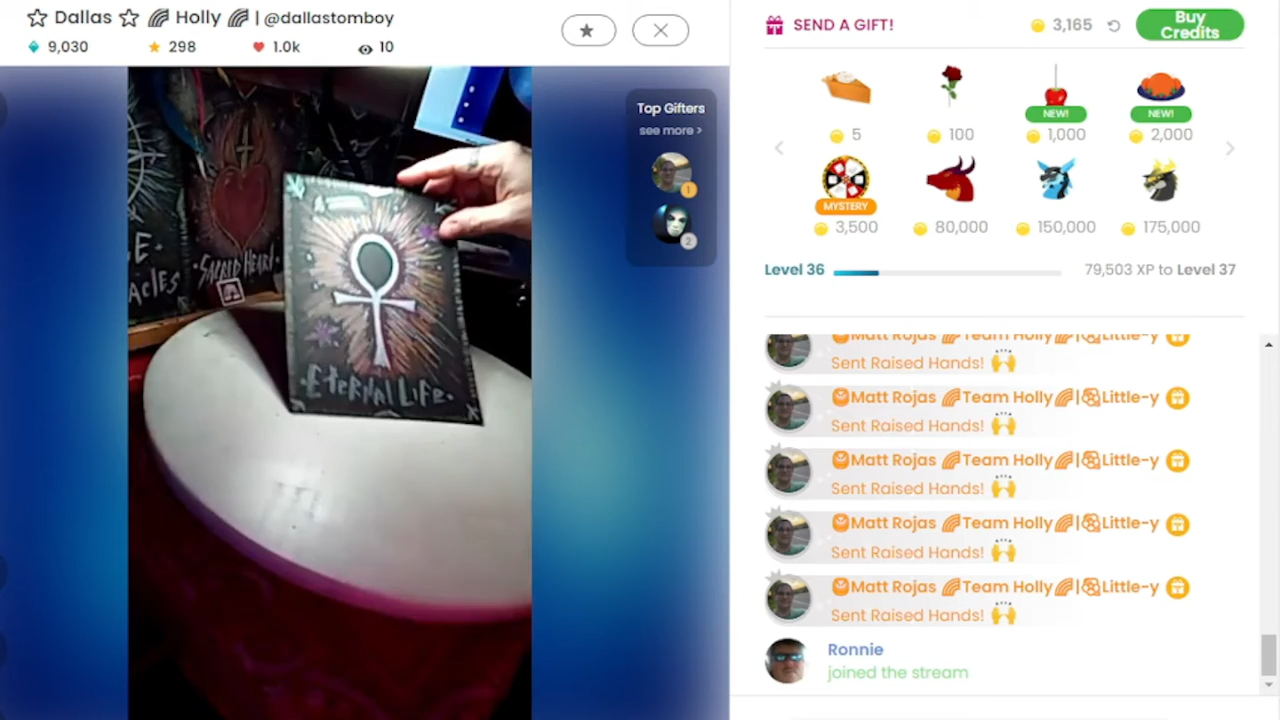 ☆ Dallas ☆ 🌈 Holly 🌈 | @dallastomboy
9,030 298 1.0k 10
Top Gifters
see more >
1
2
SACRED HEART
ETERNAL LIFE
SEND A GIFT!
3,165
Buy Credits
5 100 NEW! 1,000 NEW! 2,000
MYSTERY 3,500 80,000 150,000 175,000
Level 36 79,503 XP to Level 37
Matt Rojas 🌈Team Holly🌈|Little-y
Sent Raised Hands! 🙌
Matt Rojas 🌈Team Holly🌈|Little-y
Sent Raised Hands! 🙌
Matt Rojas 🌈Team Holly🌈|Little-y
Sent Raised Hands! 🙌
Matt Rojas 🌈Team Holly🌈|Little-y
Sent Raised Hands! 🙌
Matt Rojas 🌈Team Holly🌈|Little-y
Sent Raised Hands! 🙌
Ronnie
joined the stream